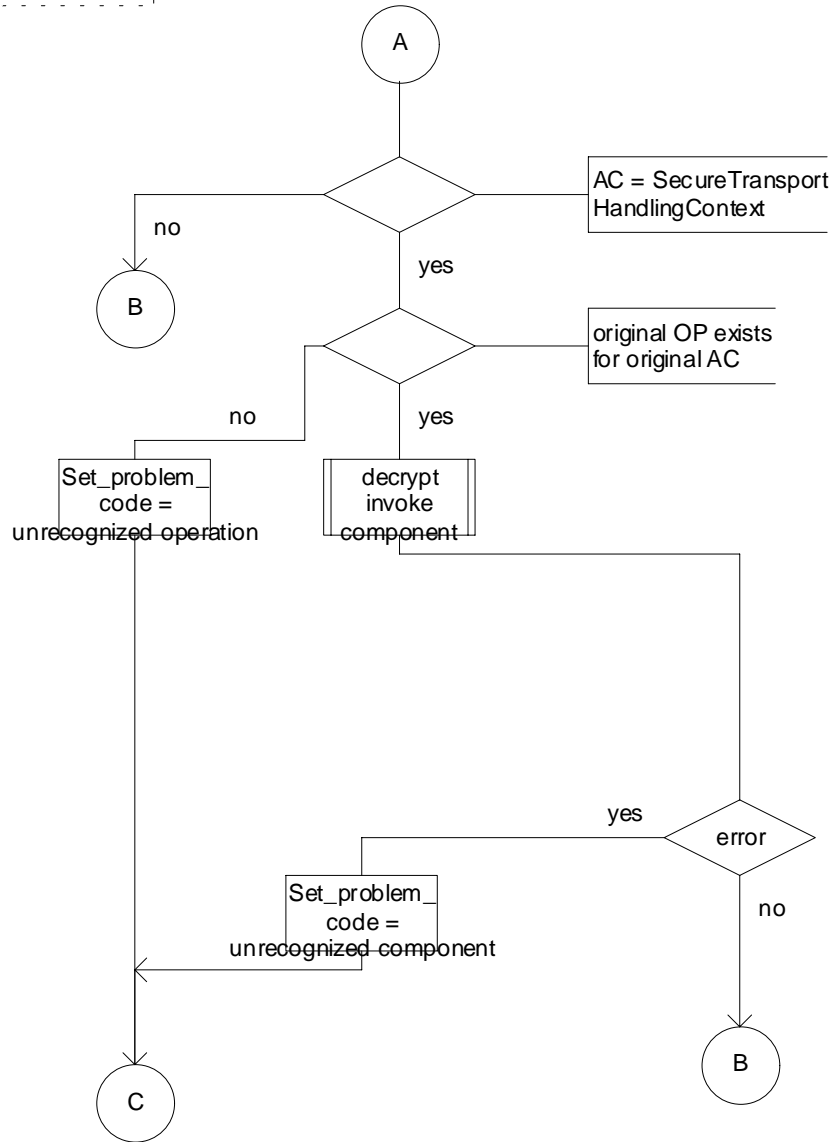 A
AC = SecureTransport
HandlingContext
no
yes
B
original OP exists
for original AC
no
yes
Set_problem_
code =
unrecognized operation
decrypt
invoke
component
yes
error
Set_problem_
code =
unrecognized component
no
B
C